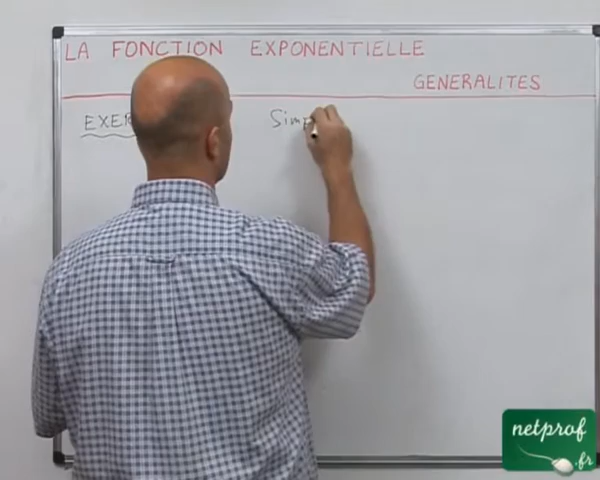 LA FONCTION EXPONENTIELLE
GENERALITES
netprof
.fr